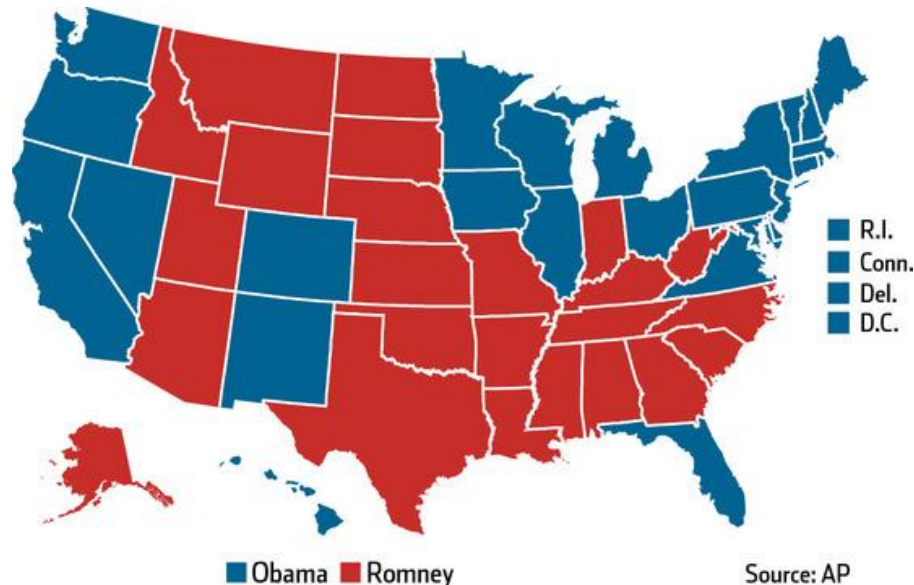 R.I.
Conn.
Del.
D.C.
Obama Romney
Source: AP